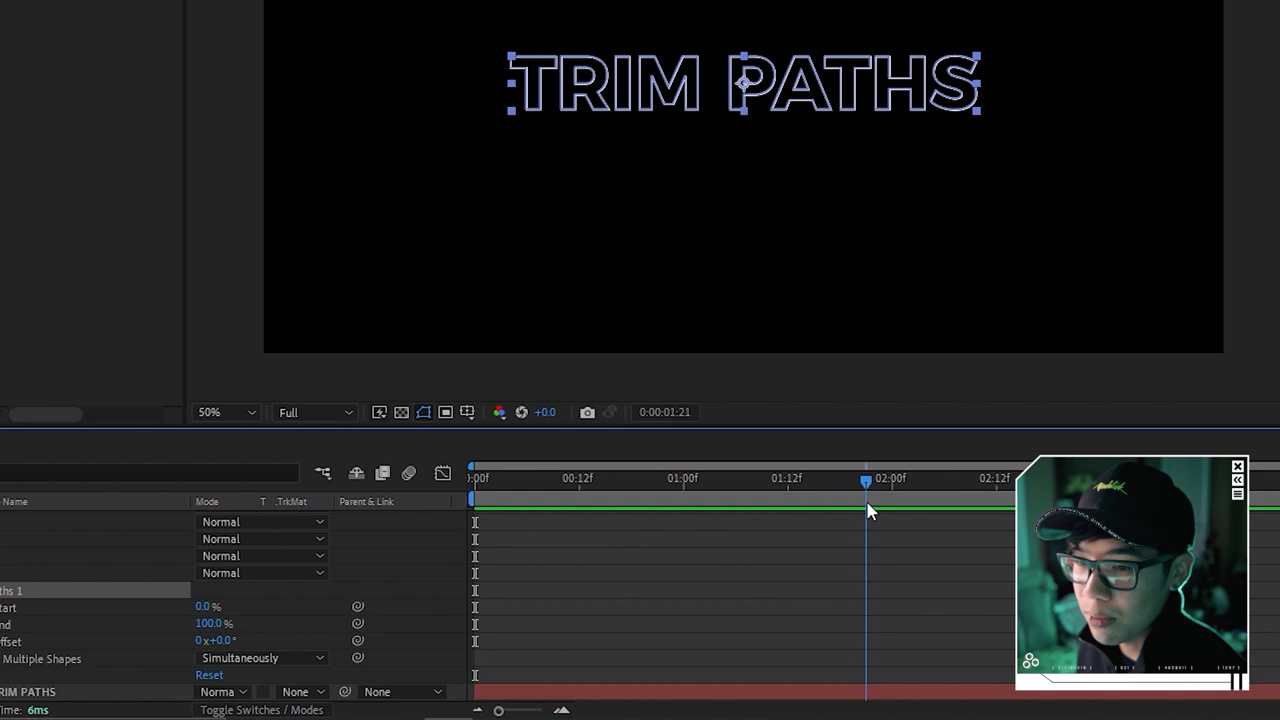 TRIM PATHS
50%
Full
+0.0
0:00:01:21
):00f
00:12f
01:00f
01:12f
02:00f
02:12f
Name
Mode
T
.TrkMat
Parent & Link
Normal
Normal
Normal
Normal
ths 1
tart
0.0 %
nd
100.0 %
ffset
0 x+0.0 °
Multiple Shapes
Simultaneously
Reset
RIM PATHS
Norma
None
None
Time: 6ms
Toggle Switches / Modes